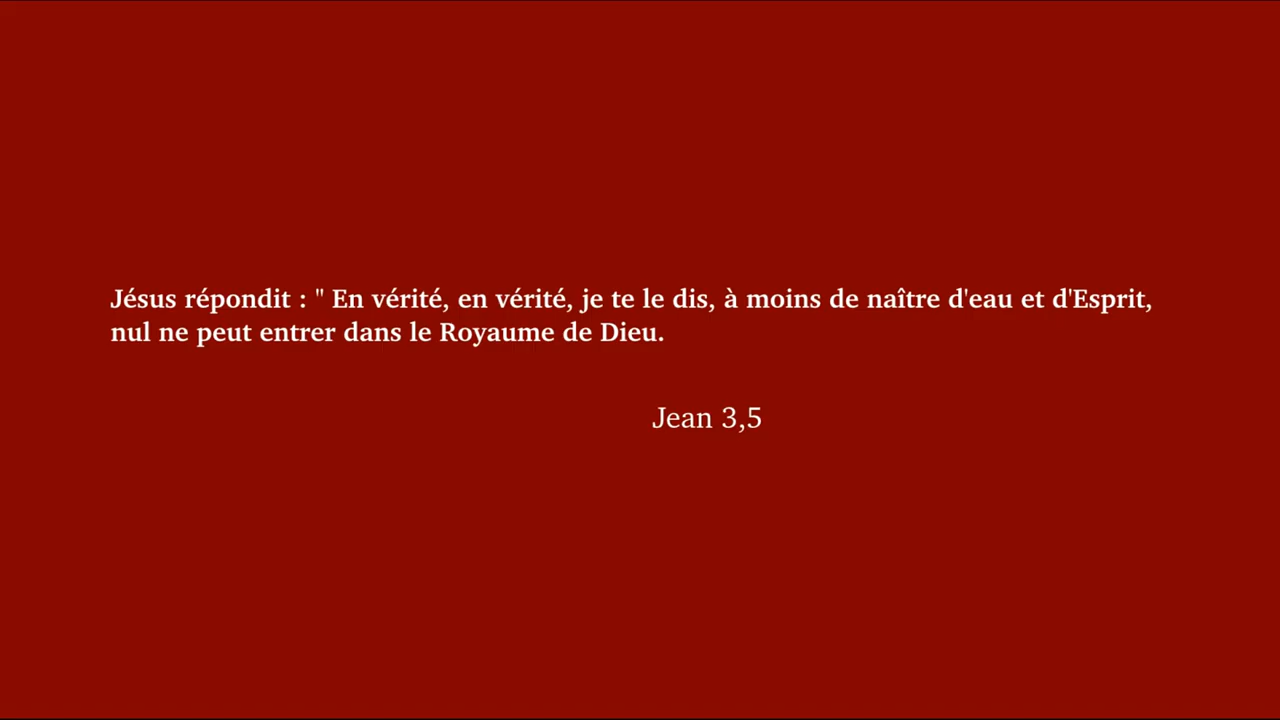 Jésus répondit : " En vérité, en vérité, je te le dis, à moins de naître d'eau et d'Esprit,
nul ne peut entrer dans le Royaume de Dieu.
Jean 3,5